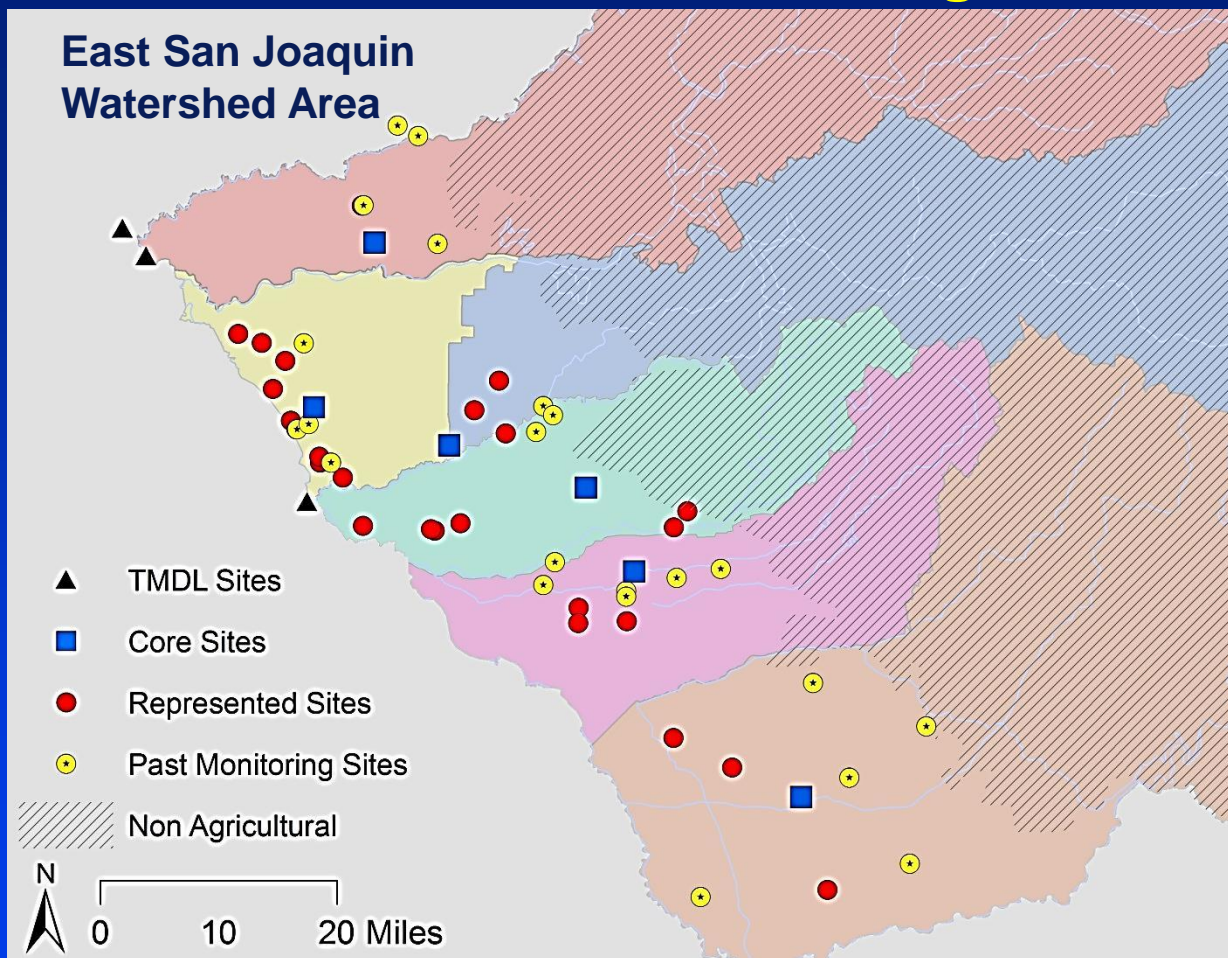 East San Joaquin
Watershed Area
TMDL Sites
Core Sites
Represented Sites
Past Monitoring Sites
Non Agricultural
N
0 10 20 Miles